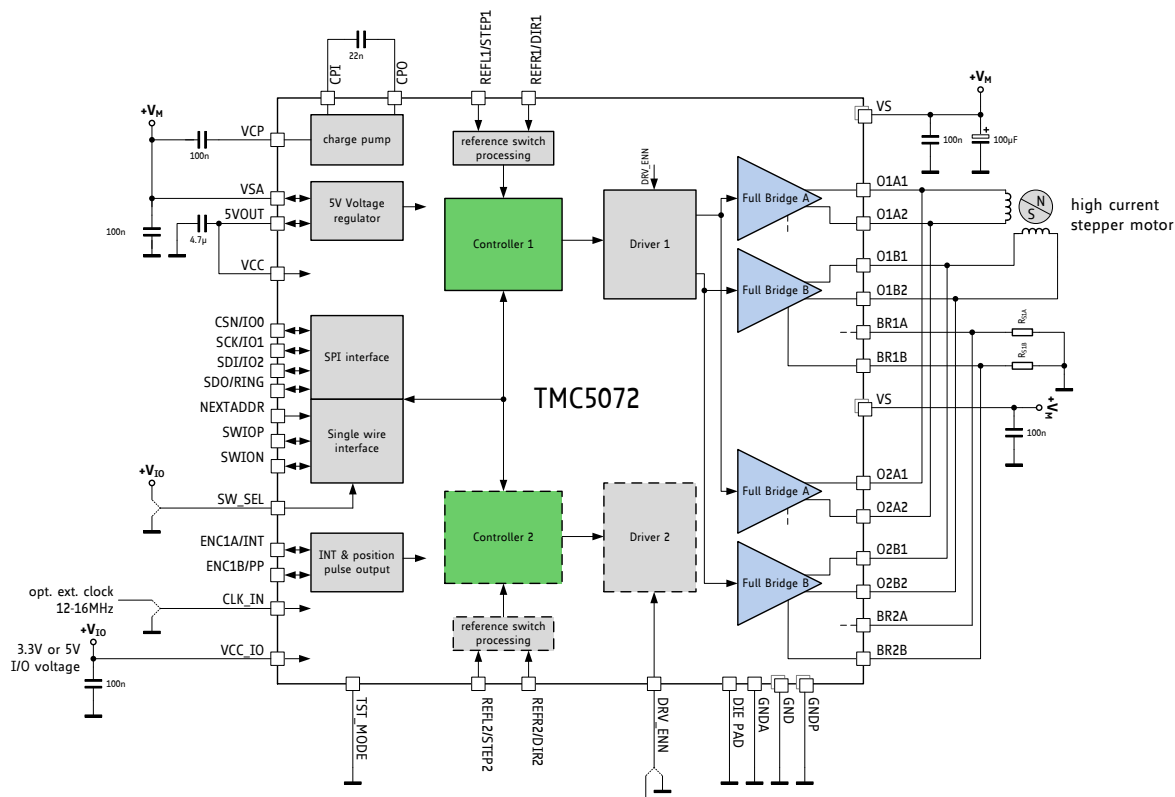 REFL1/STEP1
REFR1/DIR1
22n
CPI
CPO
+VM
VCP
100n
charge pump
reference switch
processing
DRV_ENN
VS
+VM
100n
+
100µF
VSA
5VOUT
4.7µ
100n
5V Voltage
regulator
VCC
Controller 1
Driver 1
Full Bridge A
O1A1
O1A2
N
S
high current
stepper motor
Full Bridge B
O1B1
O1B2
BR1A
RS1A
BR1B
RS1B
CSN/IO0
SCK/IO1
SDI/IO2
SDO/RING
SPI interface
NEXTADDR
SWIOP
SWION
Single wire
interface
TMC5072
VS
+VM
100n
+VIO
SW_SEL
Controller 2
Driver 2
Full Bridge A
O2A1
O2A2
Full Bridge B
O2B1
O2B2
BR2A
BR2B
ENC1A/INT
ENC1B/PP
INT & position
pulse output
opt. ext. clock
12-16MHz
CLK_IN
+VIO
3.3V or 5V
I/O voltage
VCC_IO
100n
reference switch
processing
TST_MODE
REFL2/STEP2
REFR2/DIR2
DRV_ENN
DIE PAD
GNDA
GND
GNDP